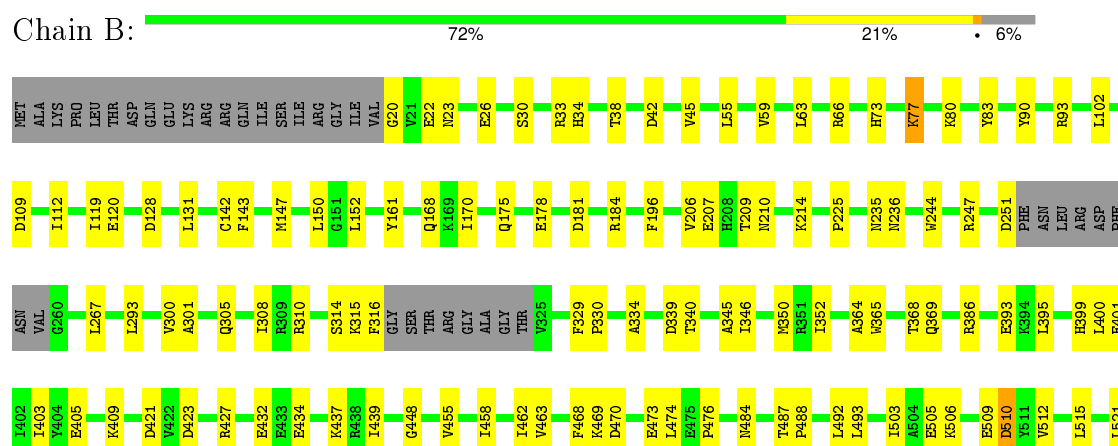 Chain B:
72% 21% • 6%
MET ALA LYS PRO LEU THR ASP GLN GLU LYS ARG ARG GLN ILE SER ILE ARG GLY ILE VAL G20 V21 E22 N23 E26 S30 R33 H34 T38 D42 V45 L55 V59 L63 R66 H73 K77 K80 Y83 Y90 R93 L102
D109 I112 I119 E120 D128 L131 C142 F143 M147 L150 G151 L152 Y161 Q168 K169 I170 Q175 E178 D181 R184 F196 V206 E207 H208 T209 N210 K214 P225 N235 N236 W244 R247 D251 PHE ASN LEU ARG ASP PHE
ASN VAL G260 L267 L293 V300 A301 Q305 I308 R309 R310 S314 K315 F316 GLY SER THR ARG GLY ALA GLY THR V325 F329 P330 A334 D339 T340 A345 I346 M350 R351 I352 A364 W365 T368 Q369 R386 E393 K394 L395 H399 L400 E401
I402 I403 Y404 E405 K409 D421 V422 D423 R427 E432 E433 E434 K437 R438 I439 G448 V455 I458 I462 V463 F468 K469 D470 E473 L474 E475 P476 N484 T487 P488 L492 L493 I503 A504 E505 K506 E509 D510 Y511 V512 L515